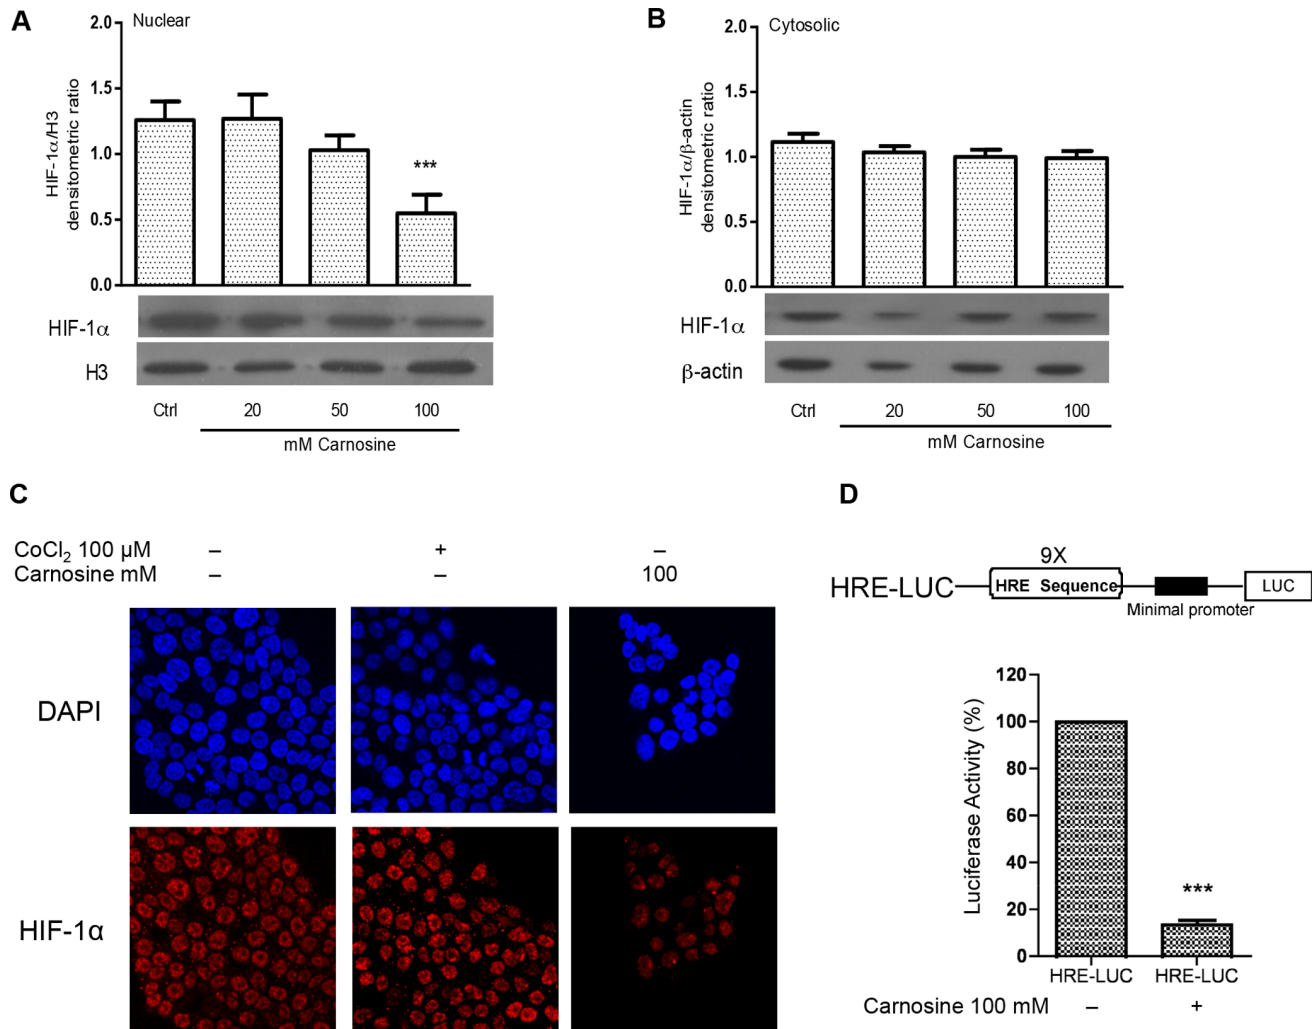 A
Nuclear
2.0
1.5
1.0
0.5
0.0
HIF-1α/H3
densitometric ratio
***
HIF-1α
H3
Ctrl 20 50 100
mM Carnosine
B
Cytosolic
2.0
1.5
1.0
0.5
0.0
HIF-1α/β-actin
densitometric ratio
HIF-1α
β-actin
Ctrl 20 50 100
mM Carnosine
C
CoCl₂ 100 µM – + –
Carnosine mM – – 100
DAPI
HIF-1α
D
9X
HRE-LUC HRE Sequence LUC
Minimal promoter
120
100
80
60
40
20
0
Luciferase Activity (%)
***
HRE-LUC HRE-LUC
Carnosine 100 mM – +